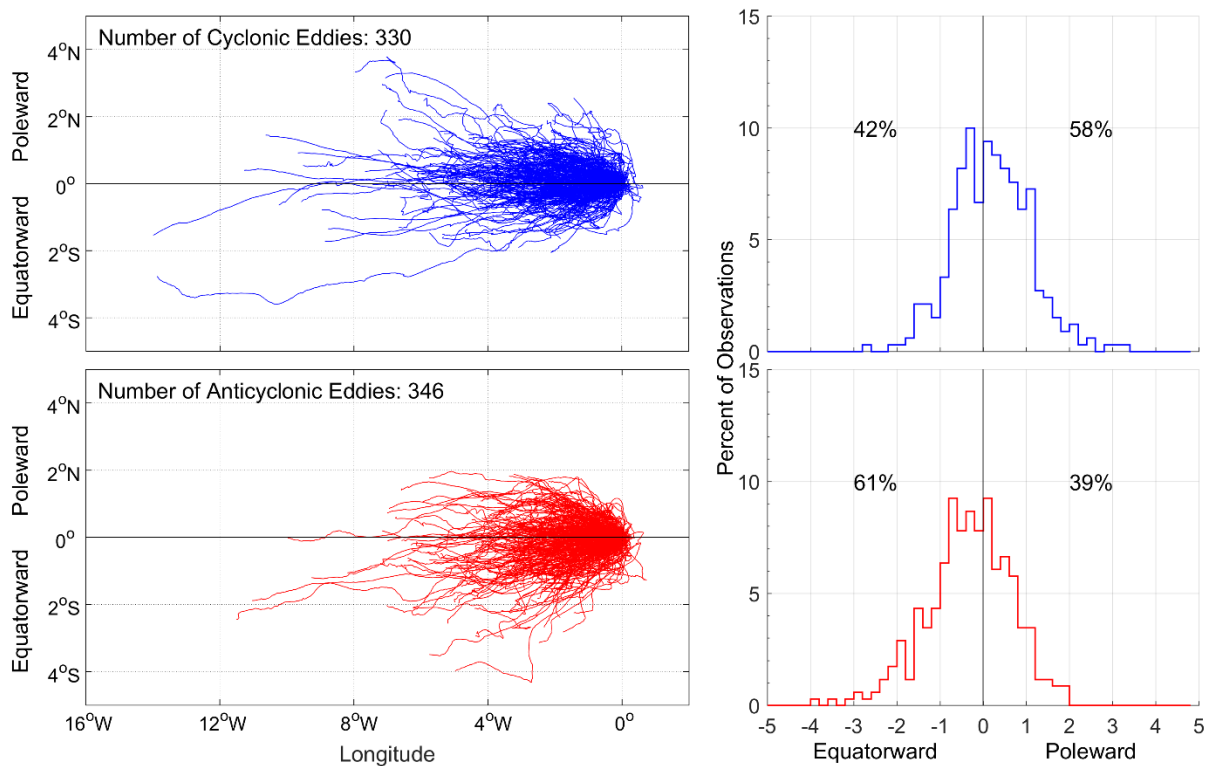 Number of Cyclonic Eddies: 330
4°N
2°N
0°
2°S
4°S
Poleward
Equatorward
15
10
5
0
42%
58%
Number of Anticyclonic Eddies: 346
4°N
2°N
0°
2°S
4°S
Poleward
Equatorward
16°W 12°W 8°W 4°W 0°
Longitude
Percent of Observations
15
10
5
0
61%
39%
-5 -4 -3 -2 -1 0 1 2 3 4 5
Equatorward Poleward